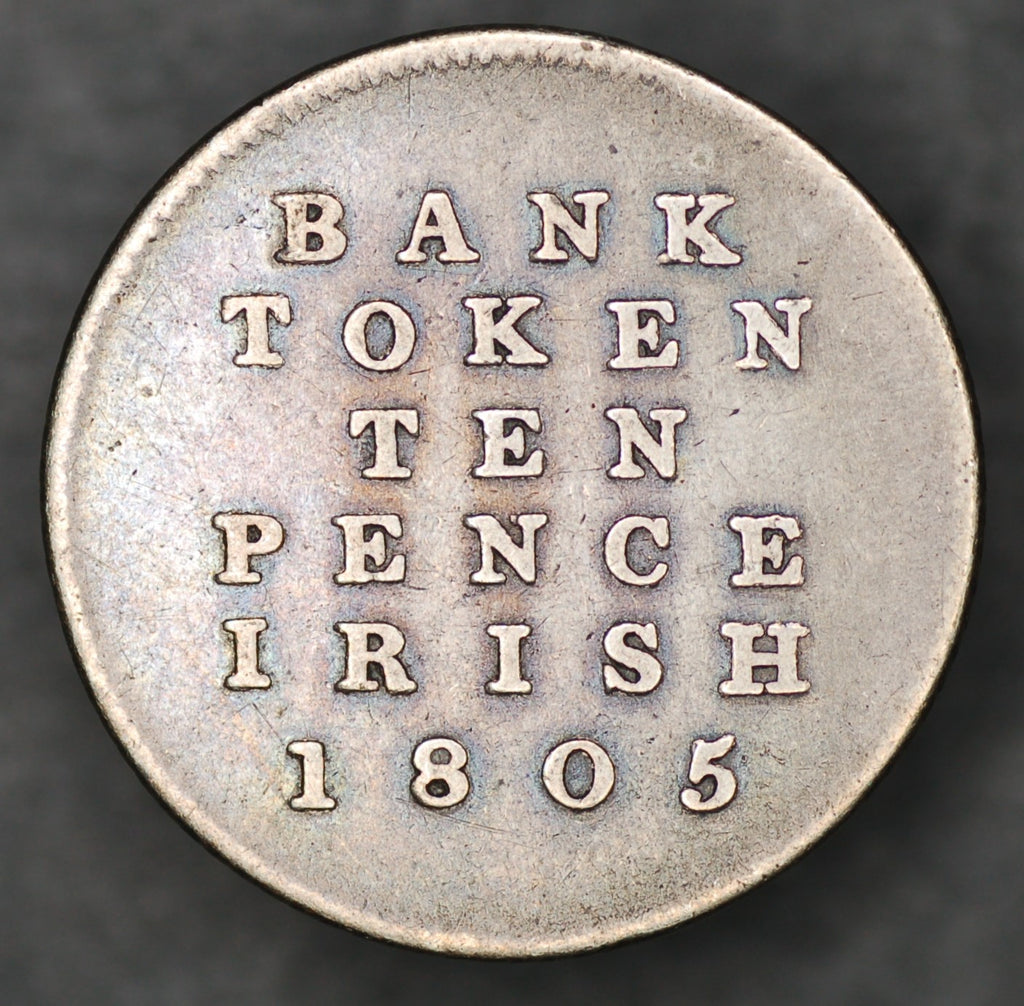 BANK
TOKEN
TEN
PENCE
IRISH
1805